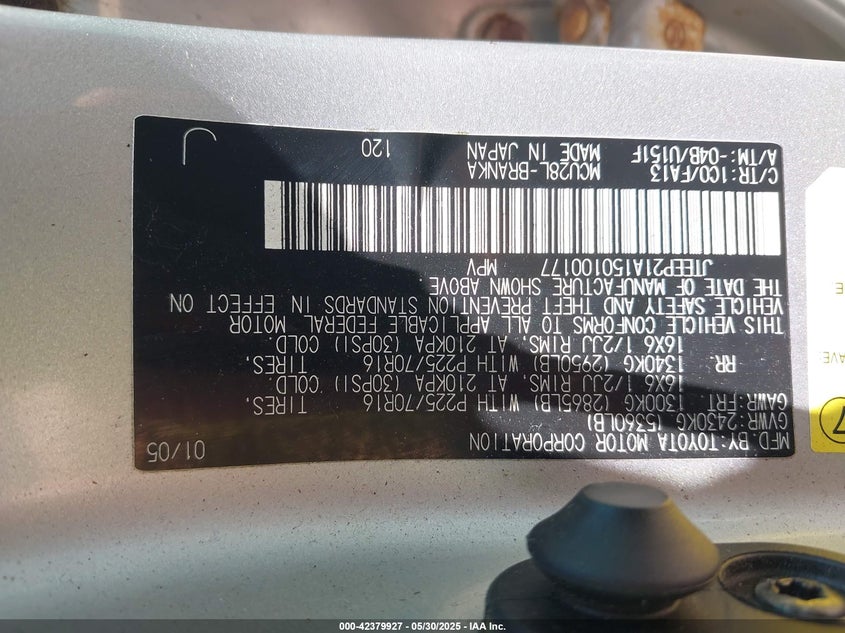 MFD. BY: TOYOTA MOTOR CORPORATION 01/05
GVWR: 2430KG (5360LB)
GAWR: FRT 1300KG (2865LB) WITH P225/70R16 TIRES.
16X6 1/2JJ RIMS. AT 210KPA (30PSI) COLD.
RR 1340KG (2950LB) WITH P225/70R16 TIRES.
16X6 1/2JJ RIMS. AT 210KPA (30PSI) COLD.
THIS VEHICLE CONFORMS TO ALL APPLICABLE FEDERAL MOTOR
VEHICLE SAFETY AND THEFT PREVENTION STANDARDS IN EFFECT ON
THE DATE OF MANUFACTURE SHOWN ABOVE
JTEEP21A150100177 MPV
C/TR: 1C0/FA13 MCU28L-BRANKA 120
A/TM: -04B/U151F MADE IN JAPAN
J
7
000-42379927 - 05/30/2025 - IAA Inc.